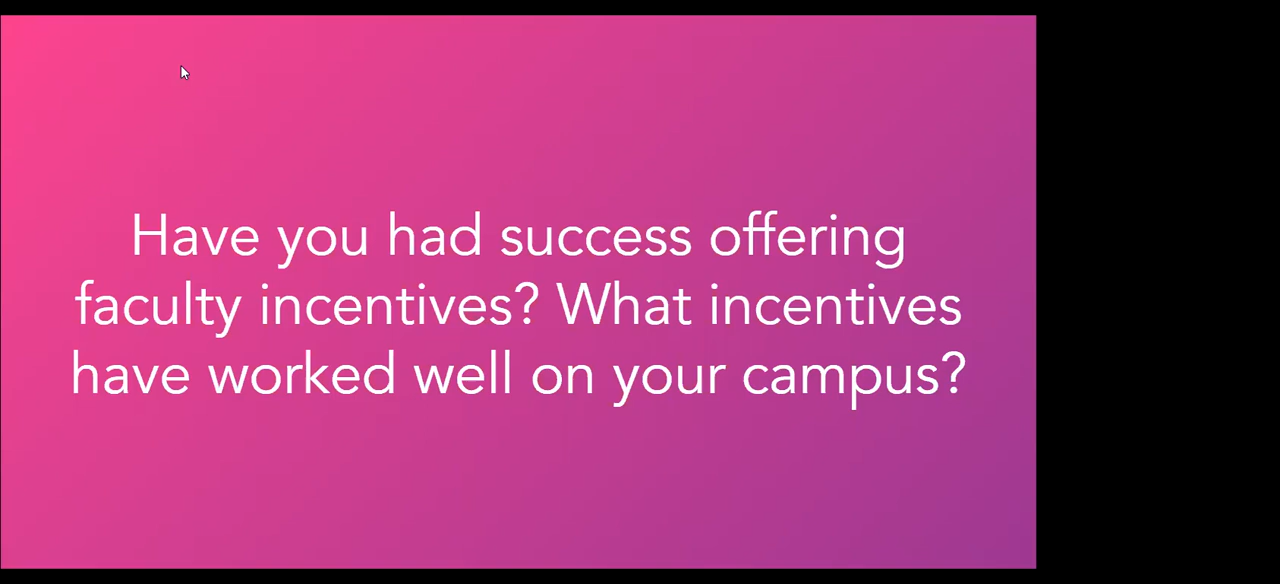 Have you had success offering
faculty incentives? What incentives
have worked well on your campus?